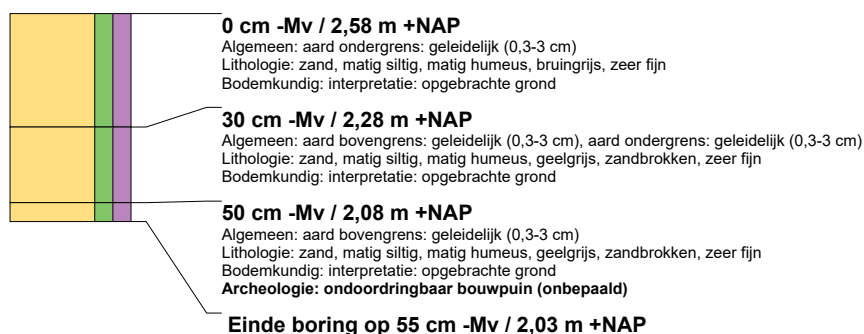 0 cm -Mv / 2,58 m +NAP
Algemeen: aard ondergrens: geleidelijk (0,3-3 cm)
Lithologie: zand, matig siltig, matig humeus, bruingrijs, zeer fijn
Bodemkundig: interpretatie: opgebrachte grond
30 cm -Mv / 2,28 m +NAP
Algemeen: aard bovengrens: geleidelijk (0,3-3 cm), aard ondergrens: geleidelijk (0,3-3 cm)
Lithologie: zand, matig siltig, matig humeus, geelgrijs, zandbrokken, zeer fijn
Bodemkundig: interpretatie: opgebrachte grond
50 cm -Mv / 2,08 m +NAP
Algemeen: aard bovengrens: geleidelijk (0,3-3 cm)
Lithologie: zand, matig siltig, matig humeus, geelgrijs, zandbrokken, zeer fijn
Bodemkundig: interpretatie: opgebrachte grond
Archeologie: ondoordringbaar bouwpuin (onbepaald)
Einde boring op 55 cm -Mv / 2,03 m +NAP